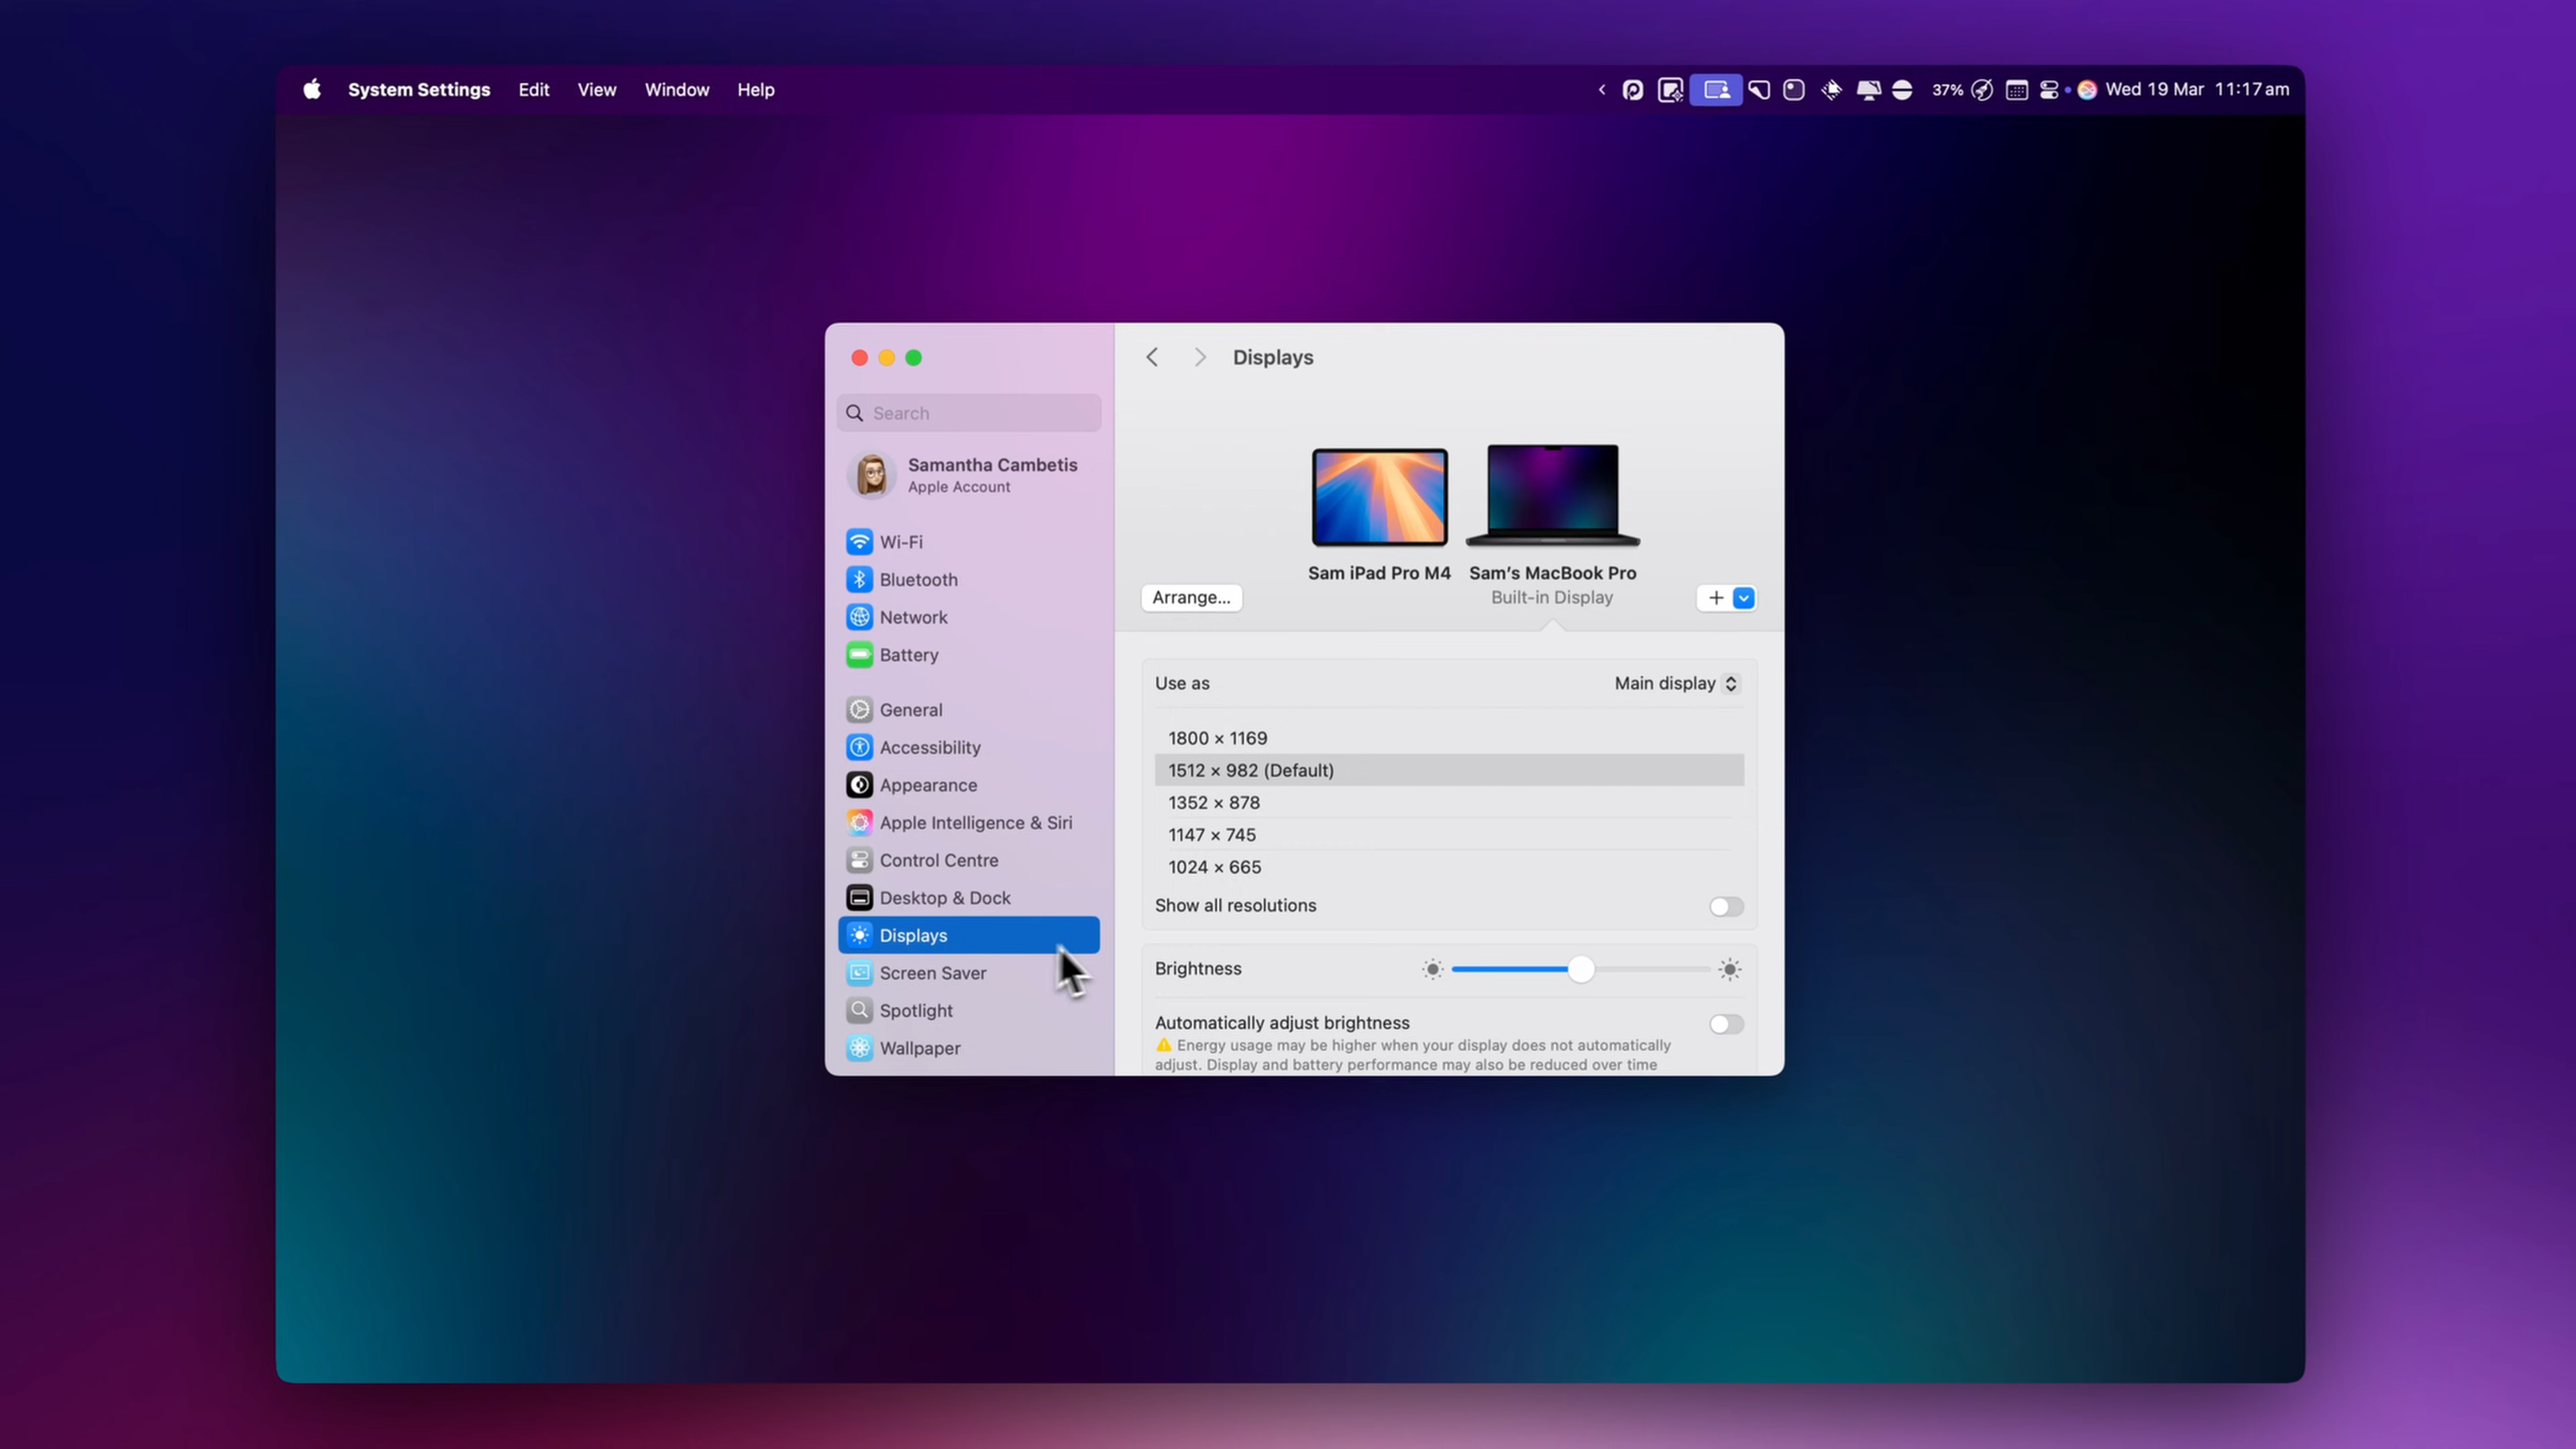 System Settings Edit View Window Help
37% Wed 19 Mar 11:17 am
Displays
Search
Samantha Cambetis
Apple Account
Wi-Fi
Bluetooth
Network
Battery
General
Accessibility
Appearance
Apple Intelligence & Siri
Control Centre
Desktop & Dock
Displays
Screen Saver
Spotlight
Wallpaper
Sam iPad Pro M4 Sam's MacBook Pro
Built-in Display
Arrange...
Use as Main display
1800 × 1169
1512 × 982 (Default)
1352 × 878
1147 × 745
1024 × 665
Show all resolutions
Brightness
Automatically adjust brightness
Energy usage may be higher when your display does not automatically
adjust. Display and battery performance may also be reduced over time